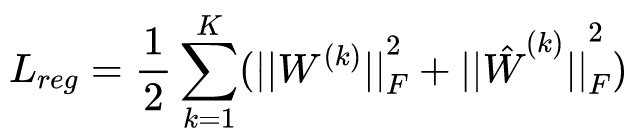 L_{reg} = \frac{1}{2} \sum_{k=1}^{K} (||W^{(k)}||_F^2 + ||\hat{W}^{(k)}||_F^2)